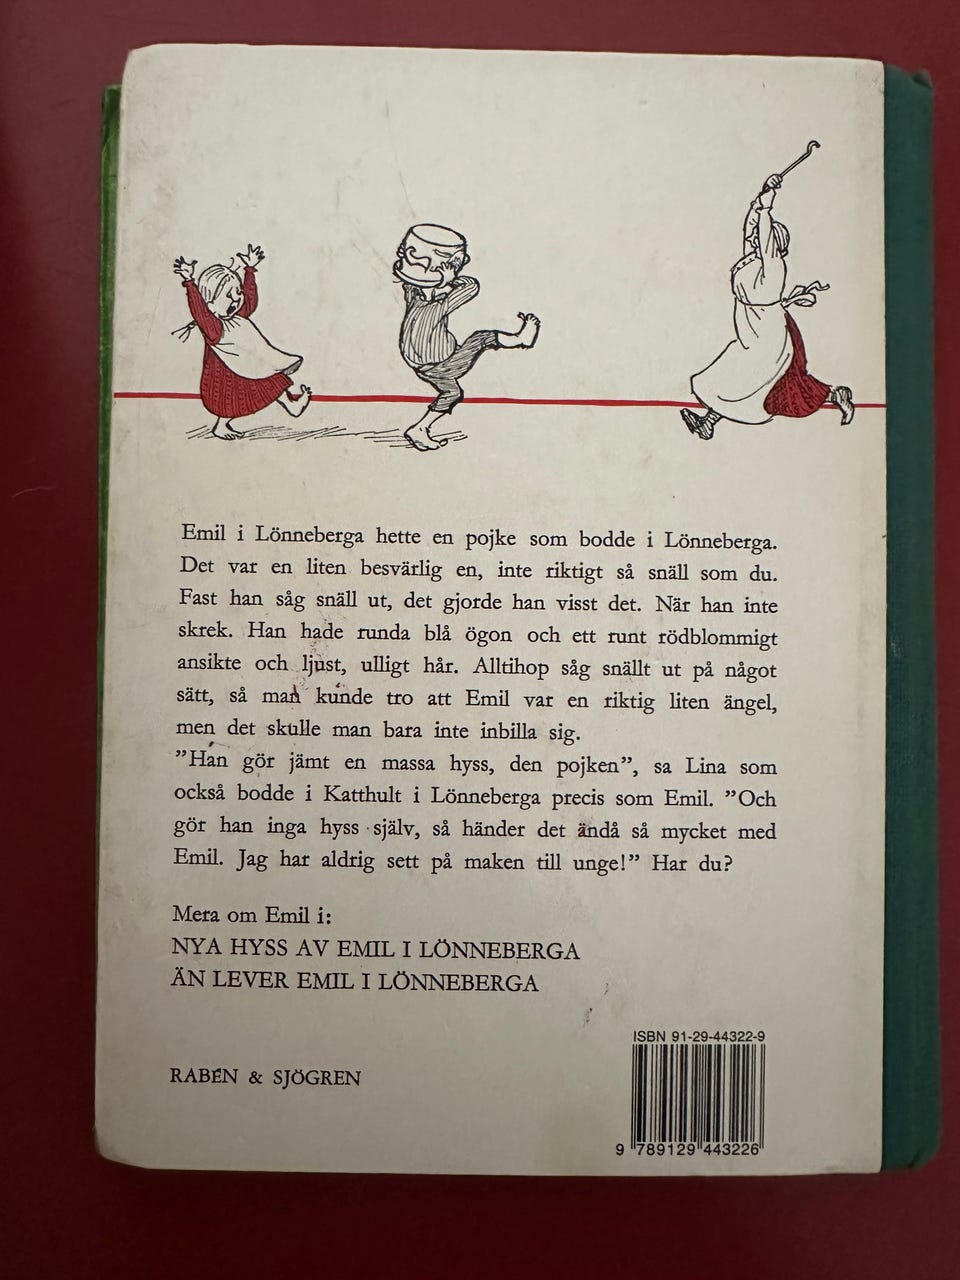 Emil i Lönneberga hette en pojke som bodde i Lönneberga.
Det var en liten besvärlig en, inte riktigt så snäll som du.
Fast han såg snäll ut, det gjorde han visst det. När han inte
skrek. Han hade runda blå ögon och ett runt rödblommigt
ansikte och ljust, ulligt hår. Alltihop såg snällt ut på något
sätt, så man kunde tro att Emil var en riktig liten ängel,
men det skulle man bara inte inbilla sig.
”Han gör jämt en massa hyss, den pojken”, sa Lina som
också bodde i Katthult i Lönneberga precis som Emil. ”Och
gör han inga hyss själv, så händer det ändå så mycket med
Emil. Jag har aldrig sett på maken till unge!” Har du?
Mera om Emil i:
NYA HYSS AV EMIL I LÖNNEBERGA
ÄN LEVER EMIL I LÖNNEBERGA
RABÉN & SJÖGREN
ISBN 91-29-44322-9
9 789129 443226